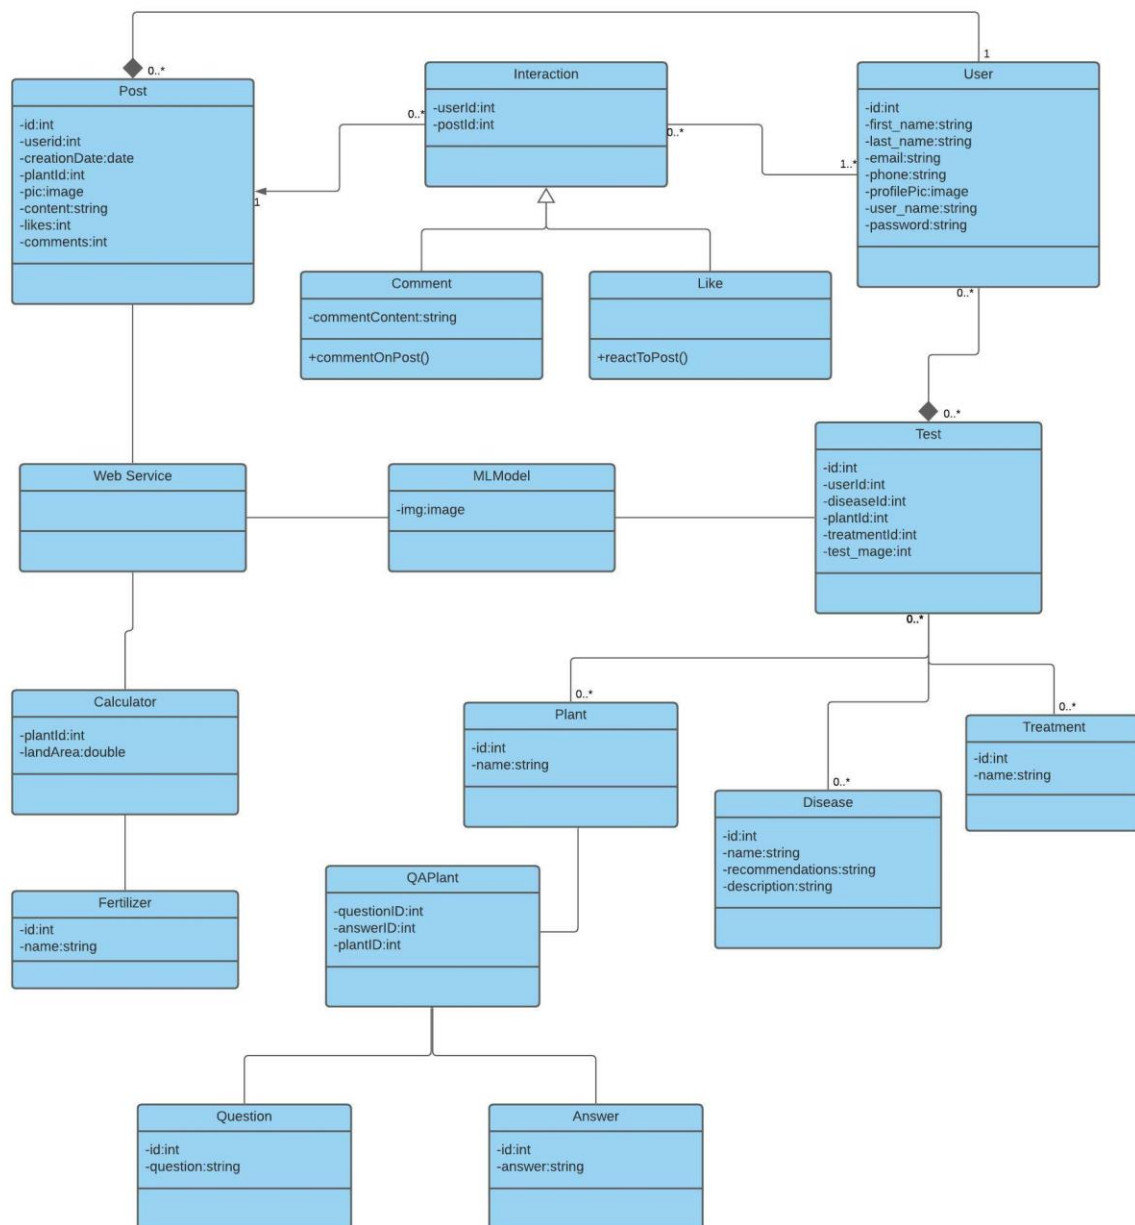 0..*
1
Post
-id:int
-userid:int
-creationDate:date
-plantId:int
-pic:image
-content:string
-likes:int
-comments:int
Interaction
-userId:int
-postId:int
0..*
1
0..*
1..*
User
-id:int
-first_name:string
-last_name:string
-email:string
-phone:string
-profilePic:image
-user_name:string
-password:string
Comment
-commentContent:string
+commentOnPost()
Like
+reactToPost()
0..*
0..*
Web Service
MLModel
-img:image
Test
-id:int
-userId:int
-diseaseId:int
-plantId:int
-treatmentId:int
-test_mage:int
0..*
Calculator
-plantId:int
-landArea:double
0..*
Plant
-id:int
-name:string
0..*
Disease
-id:int
-name:string
-recommendations:string
-description:string
0..*
Treatment
-id:int
-name:string
Fertilizer
-id:int
-name:string
QAPlant
-questionID:int
-answerID:int
-plantID:int
Question
-id:int
-question:string
Answer
-id:int
-answer:string